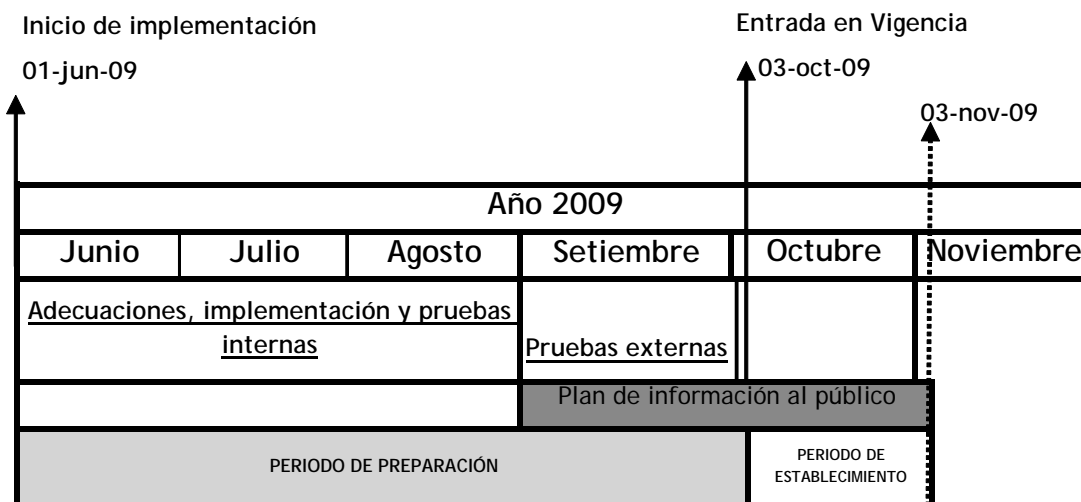 Inicio de implementación
01-jun-09
Entrada en Vigencia
03-oct-09
03-nov-09
Año 2009
Junio Julio Agosto Setiembre Octubre Noviembre
Adecuaciones, implementación y pruebas
internas
Pruebas externas
Plan de información al público
PERIODO DE PREPARACIÓN
PERIODO DE
ESTABLECIMIENTO